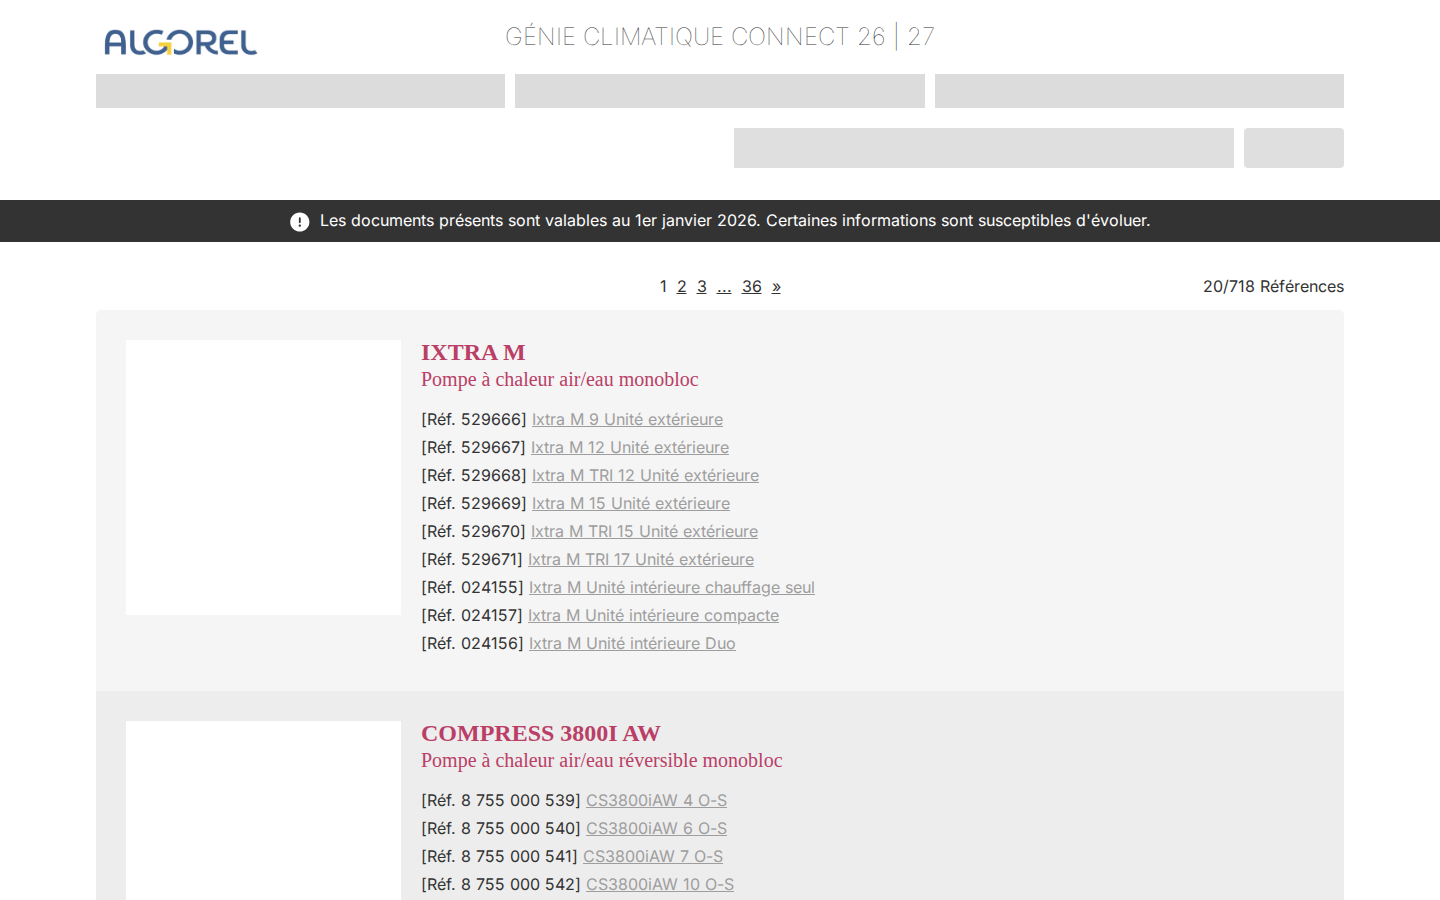 ALGOREL
GÉNIE CLIMATIQUE CONNECT 26 | 27
Les documents présents sont valables au 1er janvier 2026. Certaines informations sont susceptibles d'évoluer.
1 2 3 ... 36 »
20/718 Références
IXTRA M
Pompe à chaleur air/eau monobloc
[Réf. 529666] Ixtra M 9 Unité extérieure
[Réf. 529667] Ixtra M 12 Unité extérieure
[Réf. 529668] Ixtra M TRI 12 Unité extérieure
[Réf. 529669] Ixtra M 15 Unité extérieure
[Réf. 529670] Ixtra M TRI 15 Unité extérieure
[Réf. 529671] Ixtra M TRI 17 Unité extérieure
[Réf. 024155] Ixtra M Unité intérieure chauffage seul
[Réf. 024157] Ixtra M Unité intérieure compacte
[Réf. 024156] Ixtra M Unité intérieure Duo
COMPRESS 3800I AW
Pompe à chaleur air/eau réversible monobloc
[Réf. 8 755 000 539] CS3800iAW 4 O-S
[Réf. 8 755 000 540] CS3800iAW 6 O-S
[Réf. 8 755 000 541] CS3800iAW 7 O-S
[Réf. 8 755 000 542] CS3800iAW 10 O-S